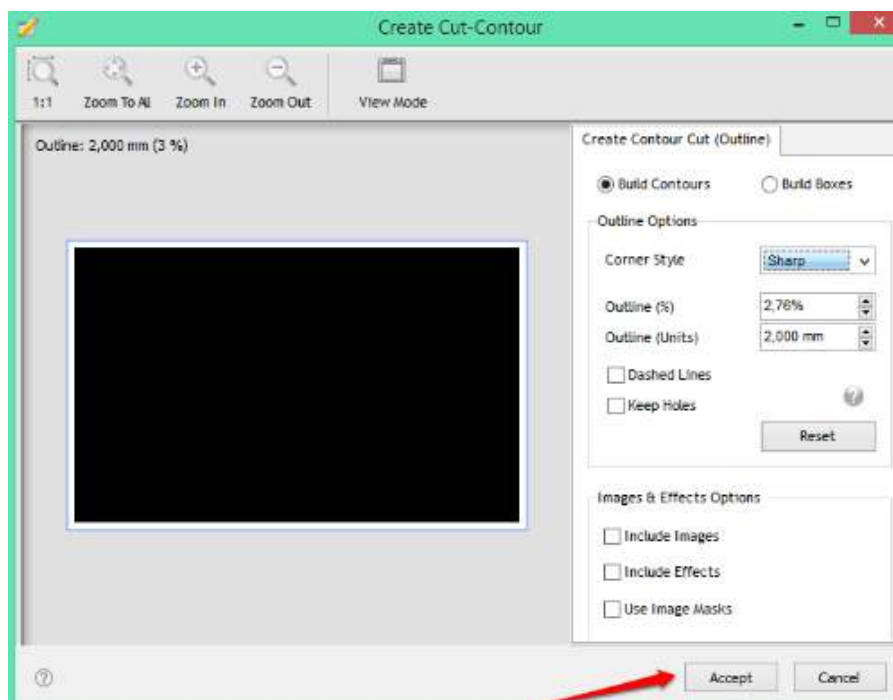 Create Cut-Contour
1:1 Zoom To All Zoom In Zoom Out View Mode
Outline: 2,000 mm (3 %)
Create Contour Cut (Outline)
Build Contours Build Boxes
Outline Options
Corner Style Sharp
Outline (%) 2,76%
Outline (Units) 2,000 mm
Dashed Lines
Keep Holes
Reset
Images & Effects Options
Include Images
Include Effects
Use Image Masks
Accept Cancel